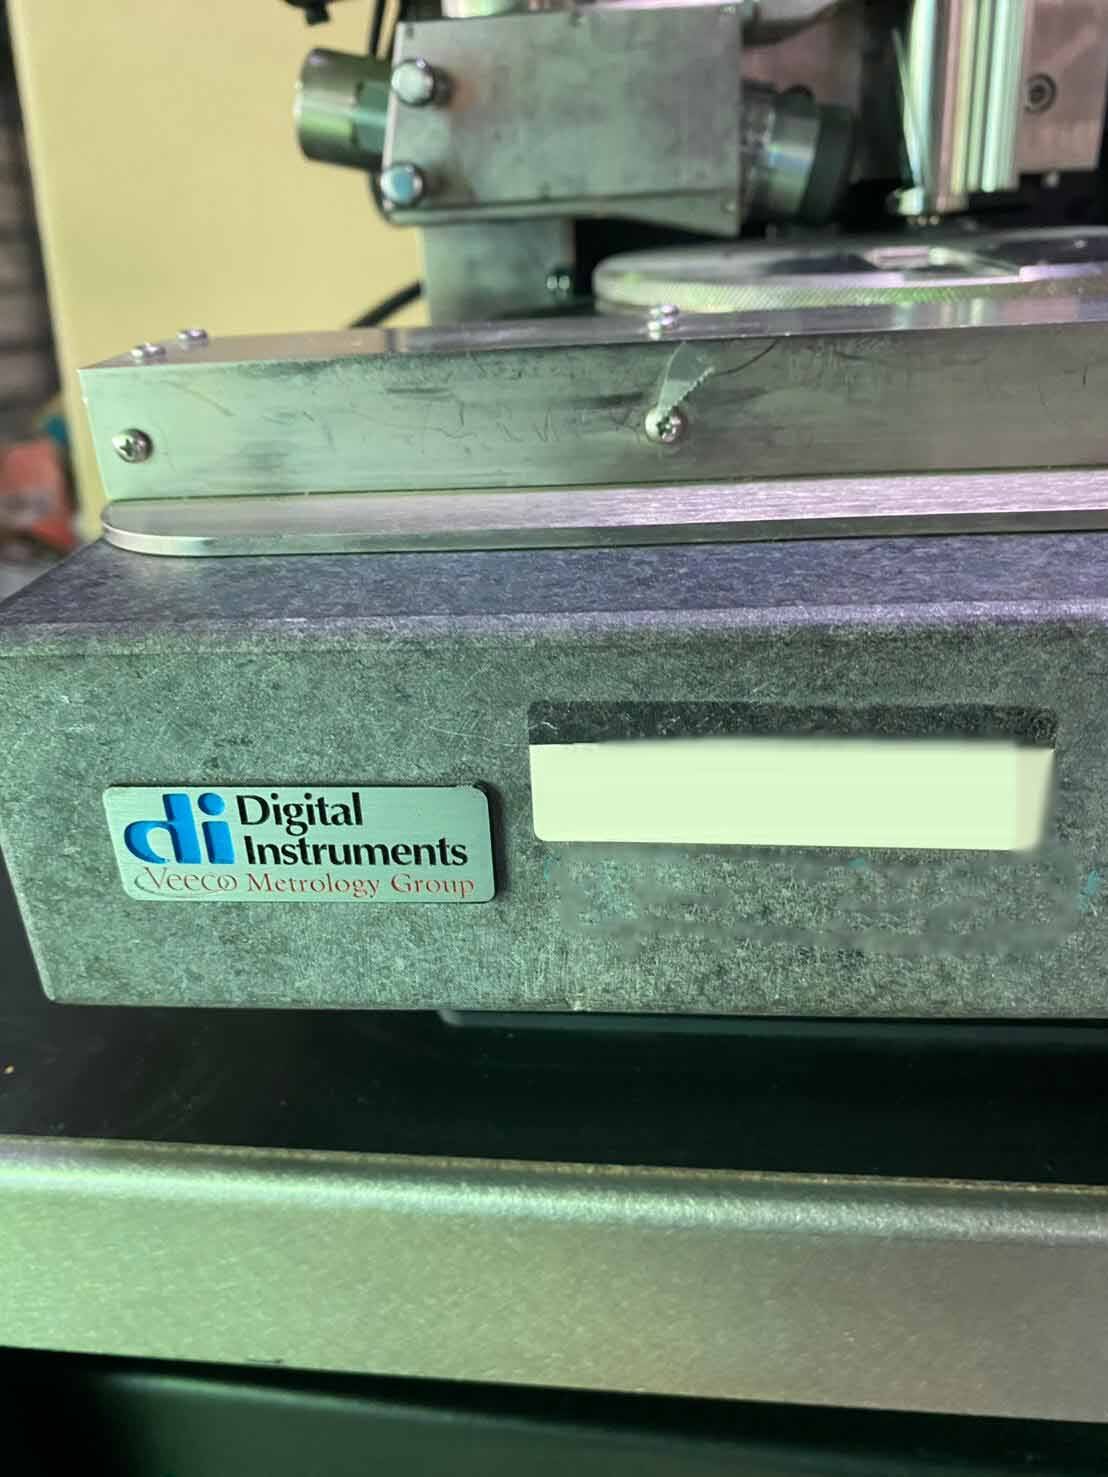 di Digital
Instruments
Veeco Metrology Group